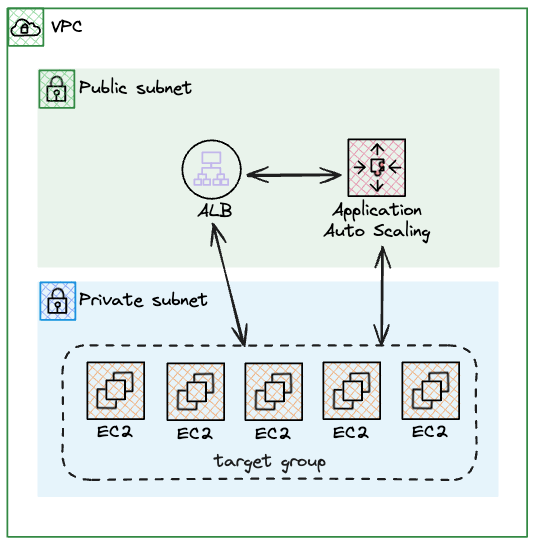 VPC
Public subnet
ALB
Application
Auto Scaling
Private subnet
EC2
EC2
EC2
EC2
EC2
target group